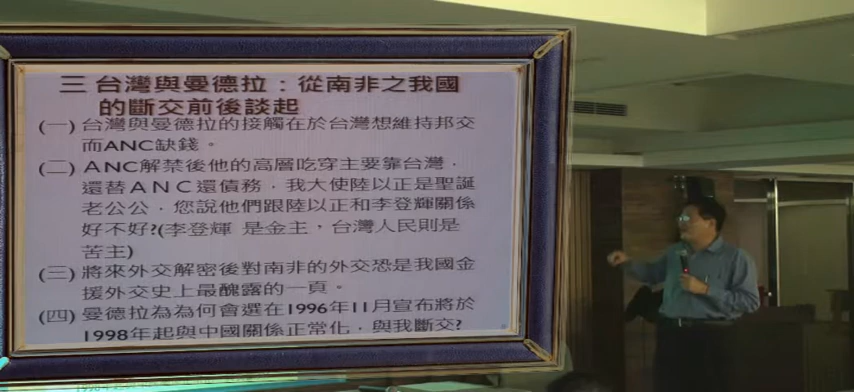 三 台灣與曼德拉：從南非之我國
的斷交前後談起
(一) 台灣與曼德拉的接觸在於台灣想維持邦交
而ANC缺錢。
(二) ANC解禁後他的高層吃穿主要靠台灣，
還替ANC還債務，我大使陸以正是聖誕
老公公，您說他們跟陸以正和李登輝關係
好不好?(李登輝 是金主，台灣人民則是
苦主)
(三) 將來外交解密後對南非的外交恐是我國金
援外交史上最醜露的一頁。
(四) 曼德拉為為何會選在1996年11月宣布將於
1998年起與中國關係正常化，與我斷交?